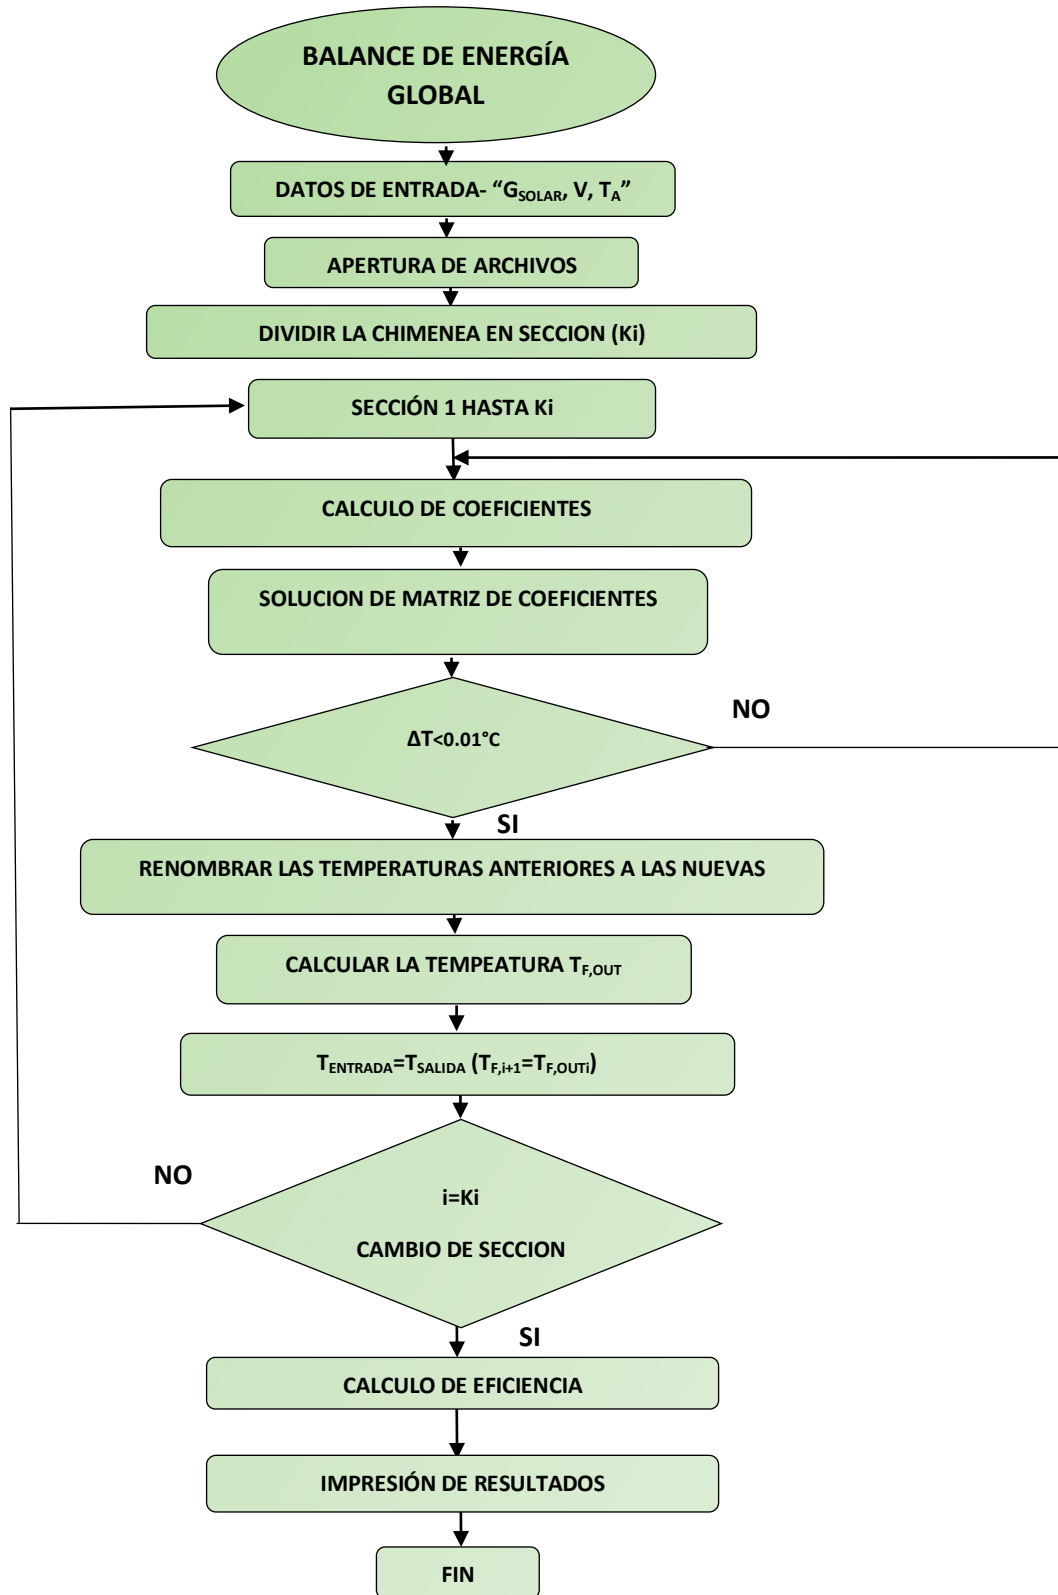 BALANCE DE ENERGÍA
GLOBAL
DATOS DE ENTRADA- “GSOLAR, V, TA”
APERTURA DE ARCHIVOS
DIVIDIR LA CHIMENEA EN SECCION (Ki)
SECCIÓN 1 HASTA Ki
CALCULO DE COEFICIENTES
SOLUCION DE MATRIZ DE COEFICIENTES
ΔT<0.01°C
NO
SI
RENOMBRAR LAS TEMPERATURAS ANTERIORES A LAS NUEVAS
CALCULAR LA TEMPEATURA TF,OUT
TENTRADA=TSALIDA (TF,i+1=TF,OUTi)
NO
i=Ki
CAMBIO DE SECCION
SI
CALCULO DE EFICIENCIA
IMPRESIÓN DE RESULTADOS
FIN